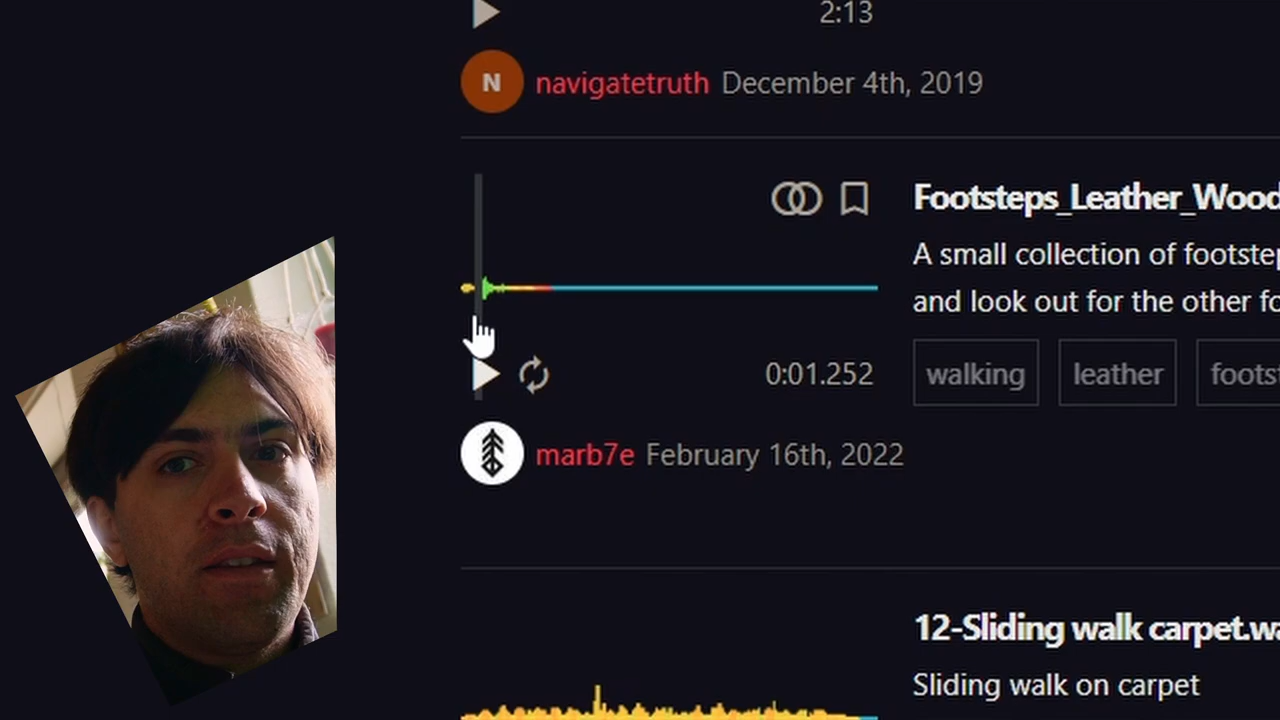 2:13
N navigatetruth December 4th, 2019
Footsteps_Leather_Wood
A small collection of footste
and look out for the other fo
0:01.252
walking leather foots
marb7e February 16th, 2022
12-Sliding walk carpet.wa
Sliding walk on carpet